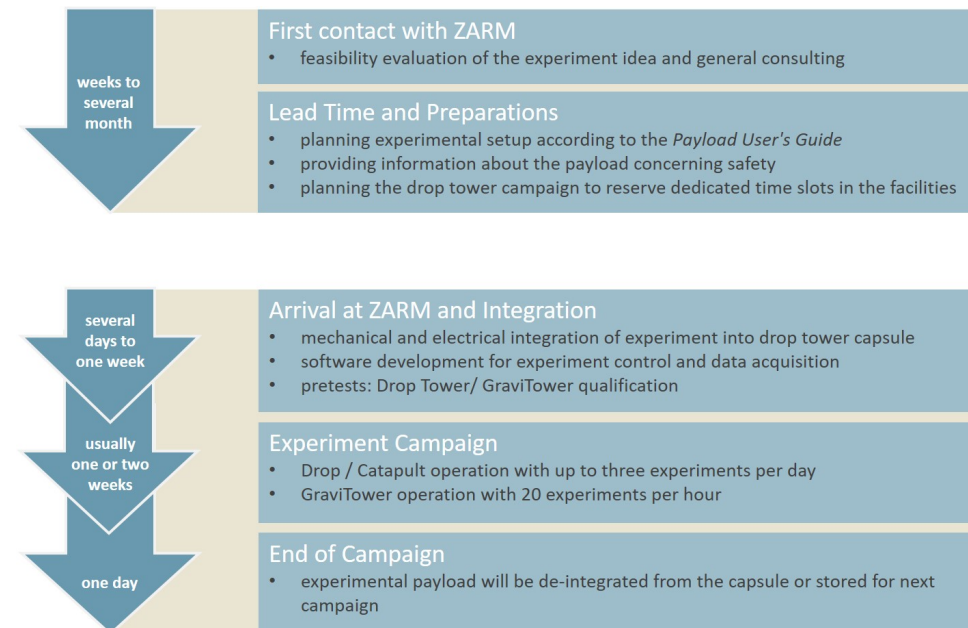 weeks to
several
month
First contact with ZARM
• feasibility evaluation of the experiment idea and general consulting
Lead Time and Preparations
• planning experimental setup according to the Payload User's Guide
• providing information about the payload concerning safety
• planning the drop tower campaign to reserve dedicated time slots in the facilities
several
days to
one week
Arrival at ZARM and Integration
• mechanical and electrical integration of experiment into drop tower capsule
• software development for experiment control and data acquisition
• pretests: Drop Tower/ GraviTower qualification
usually
one or two
weeks
Experiment Campaign
• Drop / Catapult operation with up to three experiments per day
• GraviTower operation with 20 experiments per hour
one day
End of Campaign
• experimental payload will be de-integrated from the capsule or stored for next
campaign